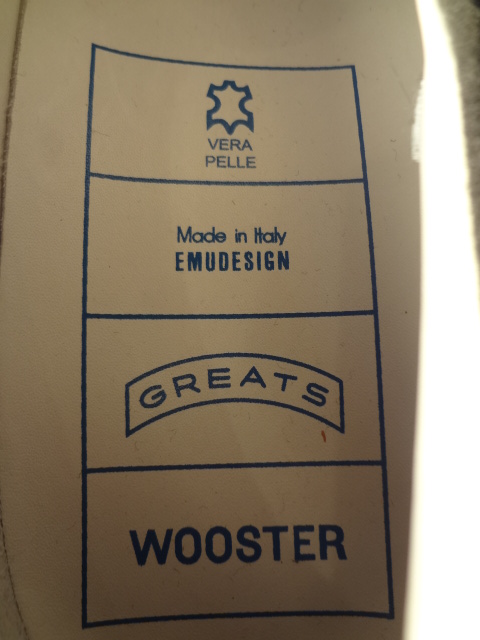 VERA
PELLE
Made in Italy
EMUDESIGN
GREATS
WOOSTER